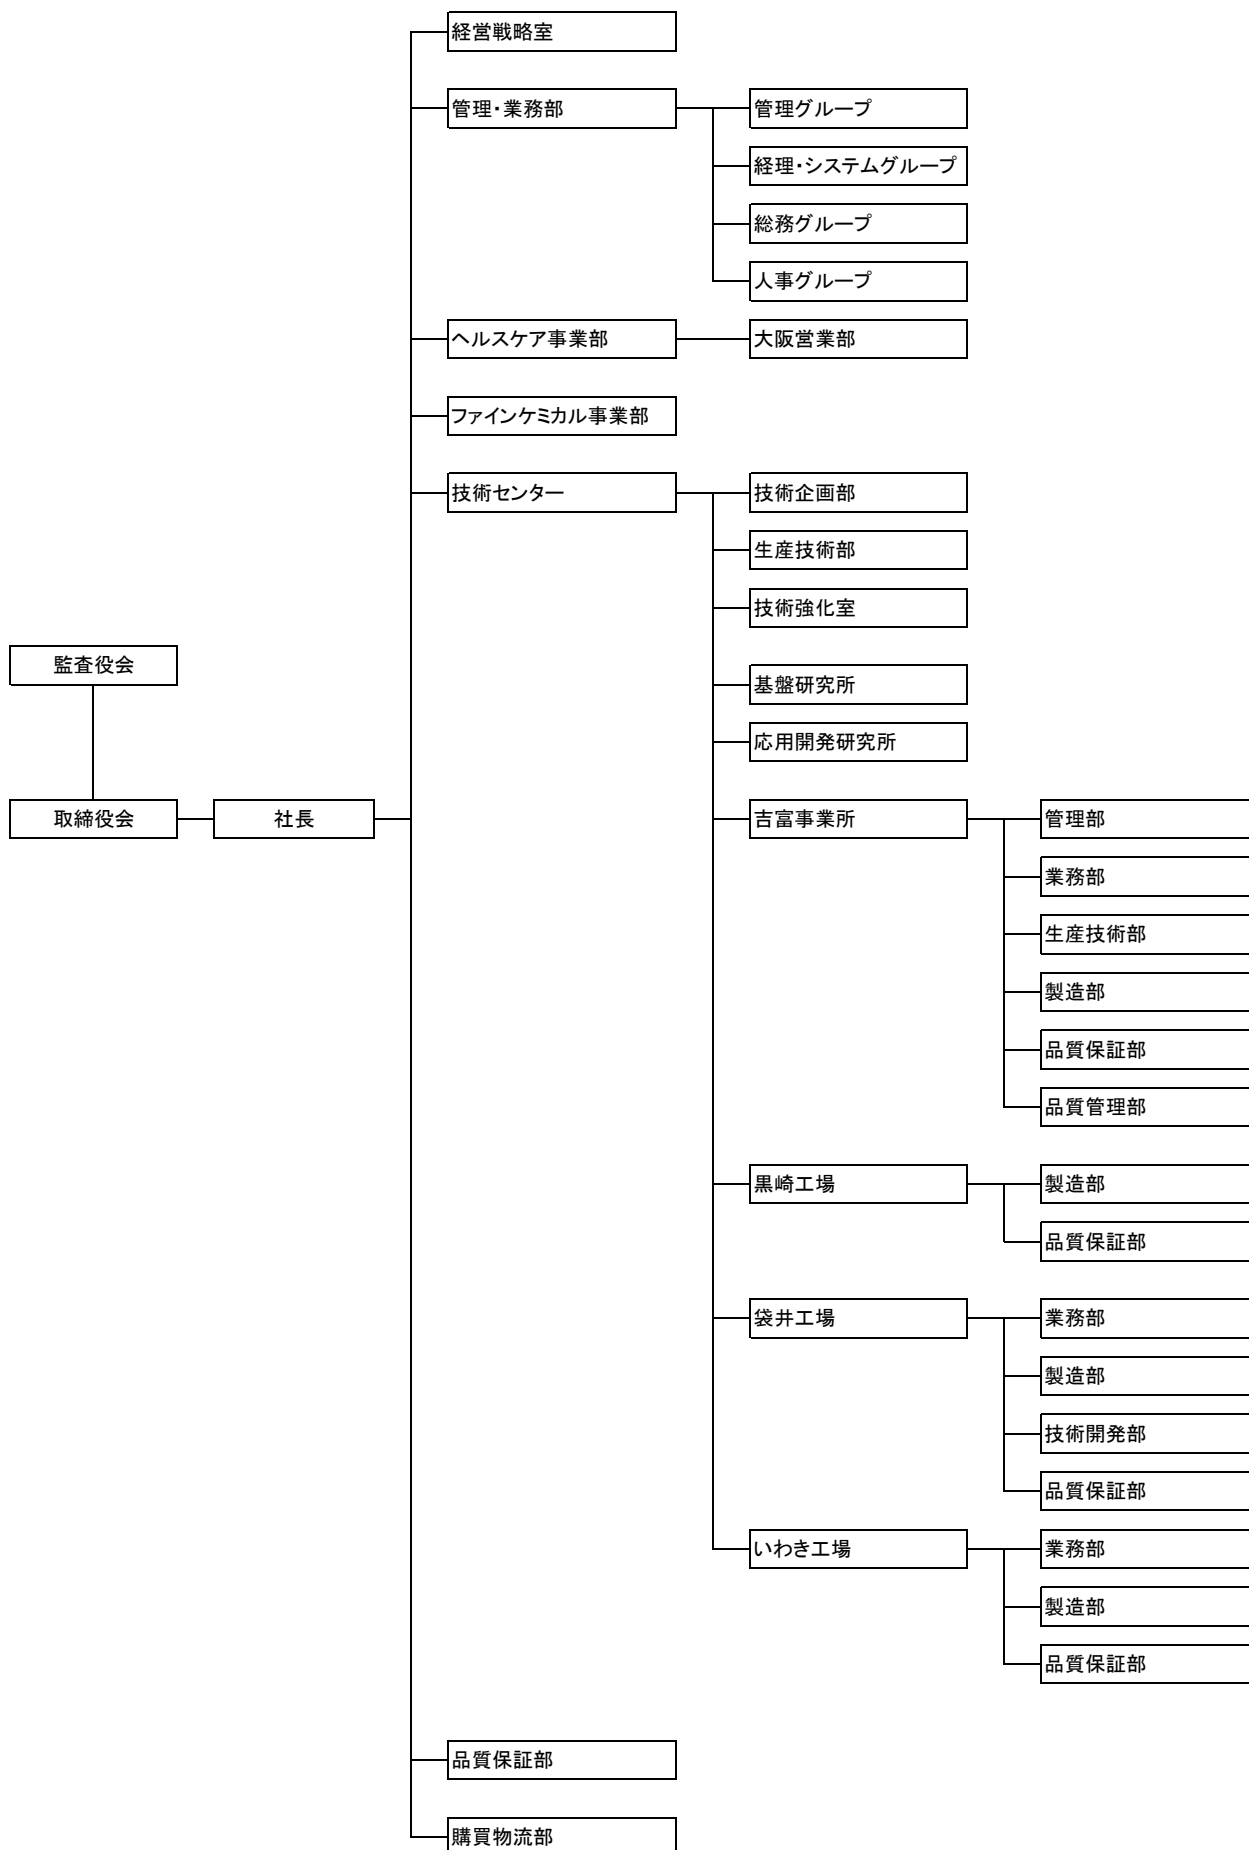 経営戦略室
管理・業務部
管理グループ
経理・システムグループ
総務グループ
人事グループ
ヘルスケア事業部
大阪営業部
ファインケミカル事業部
技術センター
技術企画部
生産技術部
技術強化室
監査役会
基盤研究所
応用開発研究所
取締役会
社長
吉富事業所
管理部
業務部
生産技術部
製造部
品質保証部
品質管理部
黒崎工場
製造部
品質保証部
袋井工場
業務部
製造部
技術開発部
品質保証部
いわき工場
業務部
製造部
品質保証部
品質保証部
購買物流部